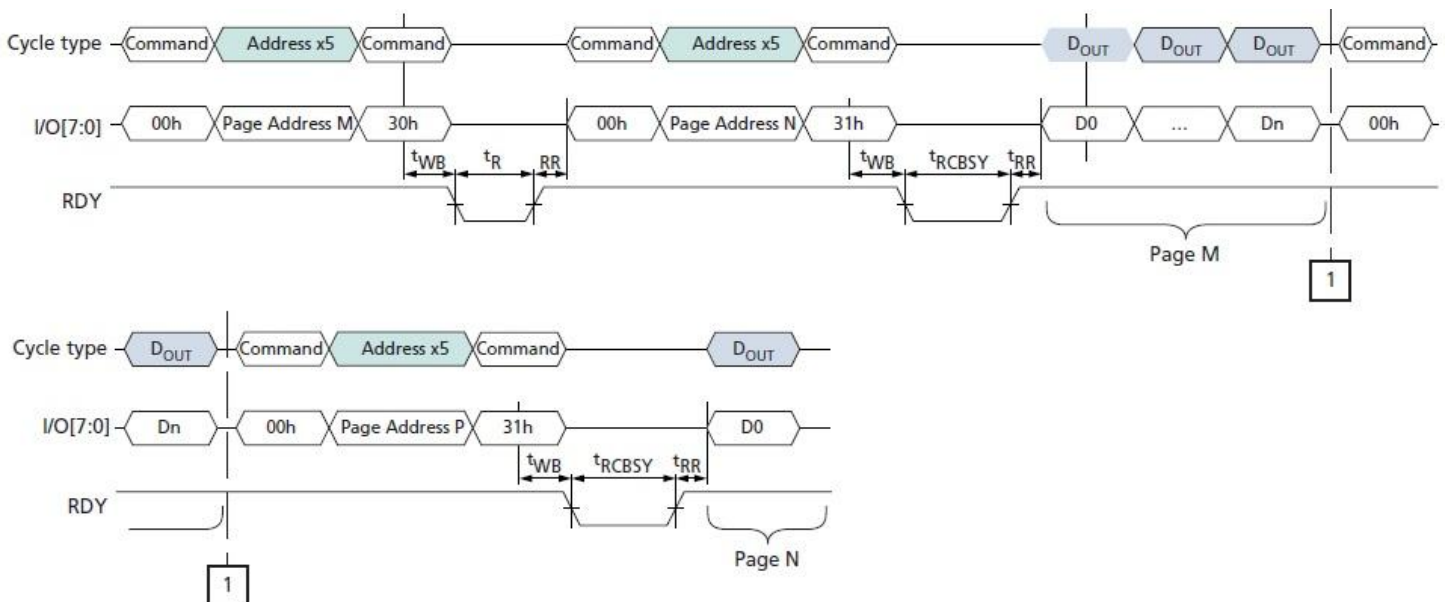 Cycle type Command Address x5 Command Command Address x5 Command DOUT DOUT DOUT Command
I/O[7:0] 00h Page Address M 30h 00h Page Address N 31h D0 ... Dn 00h
tWB tR RR tWB tRCBSY tRR
RDY
Page M
1
Cycle type DOUT Command Address x5 Command DOUT
I/O[7:0] Dn 00h Page Address P 31h D0
tWB tRCBSY tRR
RDY
Page N
1